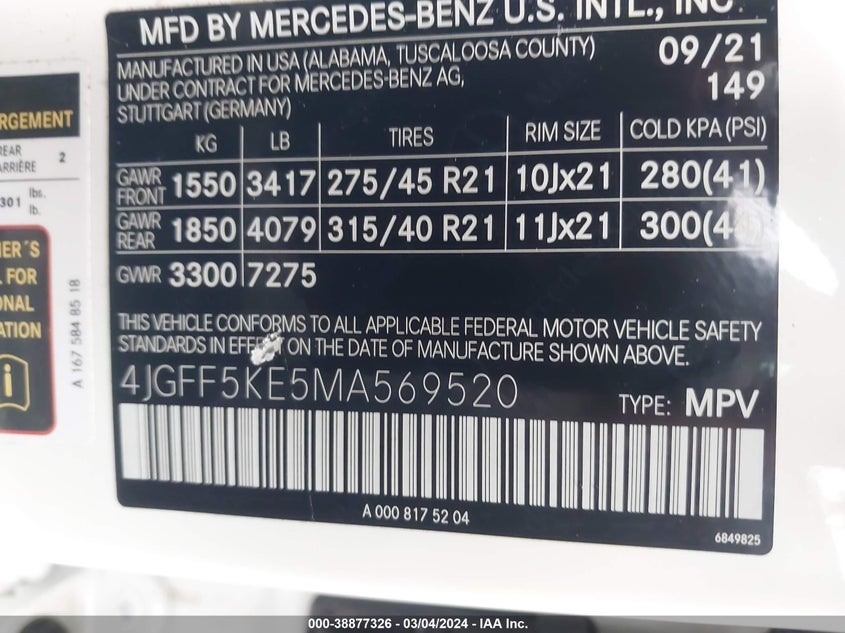 MFD BY MERCEDES-BENZ U.S. INTL., INC
MANUFACTURED IN USA (ALABAMA, TUSCALOOSA COUNTY) 09/21
UNDER CONTRACT FOR MERCEDES-BENZ AG, 149
STUTTGART (GERMANY)
KG LB TIRES RIM SIZE COLD KPA (PSI)
GAWR FRONT 1550 3417 275/45 R21 10Jx21 280(41)
GAWR REAR 1850 4079 315/40 R21 11Jx21 300(4
GVWR 3300 7275
THIS VEHICLE CONFORMS TO ALL APPLICABLE FEDERAL MOTOR VEHICLE SAFETY
STANDARDS IN EFFECT ON THE DATE OF MANUFACTURE SHOWN ABOVE.
4JGFF5KE5MA569520 TYPE: MPV
A 000 817 52 04
6849825
RGEMENT
REAR
ARRIÈRE 2
301 lbs.
lb.
NER´S
L FOR
ONAL
ATION
i
A 167 584 85 18
000-38877326 - 03/04/2024 - IAA Inc.